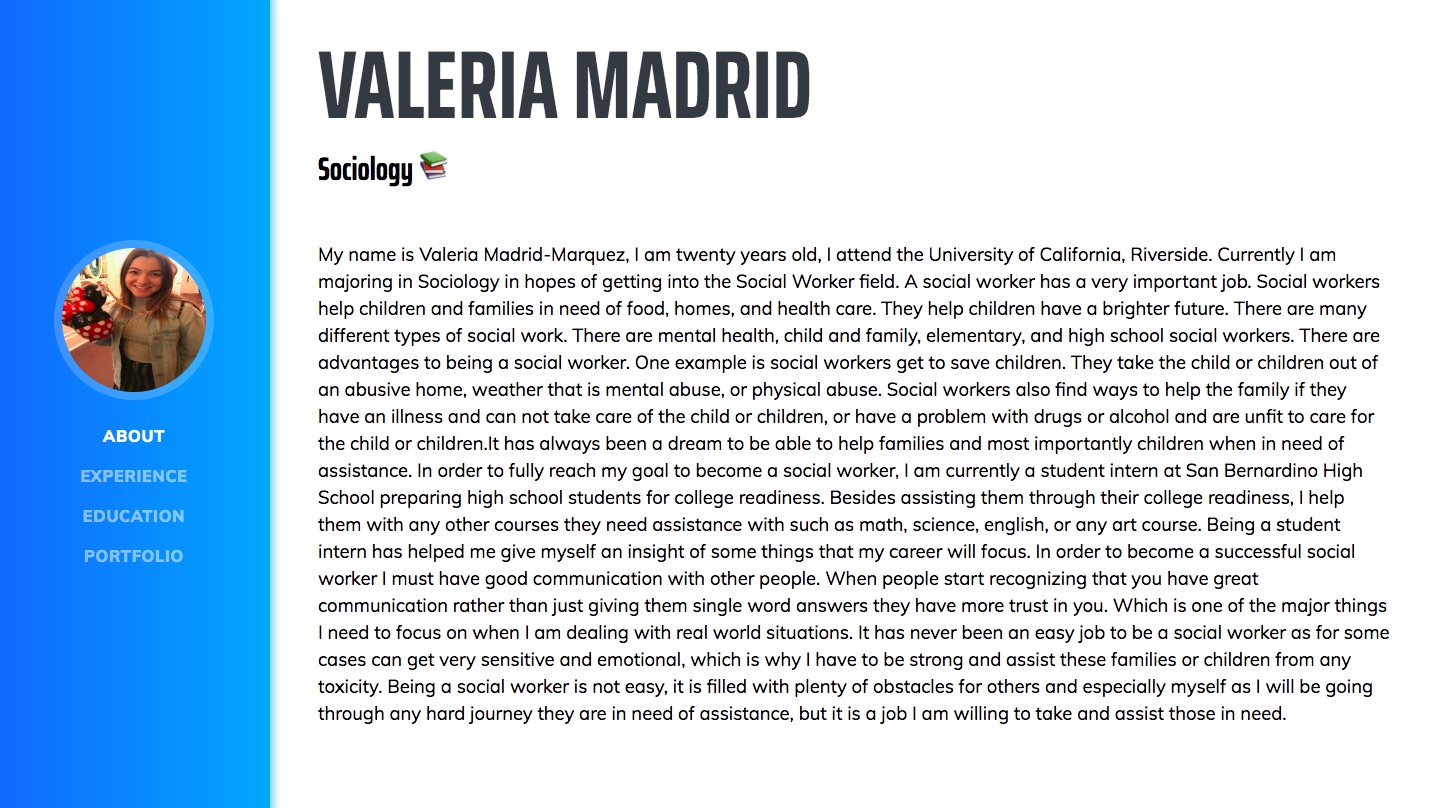 VALERIA MADRID
Sociology 📚
My name is Valeria Madrid-Marquez, I am twenty years old, I attend the University of California, Riverside. Currently I am
majoring in Sociology in hopes of getting into the Social Worker field. A social worker has a very important job. Social workers
help children and families in need of food, homes, and health care. They help children have a brighter future. There are many
different types of social work. There are mental health, child and family, elementary, and high school social workers. There are
advantages to being a social worker. One example is social workers get to save children. They take the child or children out of
an abusive home, weather that is mental abuse, or physical abuse. Social workers also find ways to help the family if they
have an illness and can not take care of the child or children, or have a problem with drugs or alcohol and are unfit to care for
the child or children.It has always been a dream to be able to help families and most importantly children when in need of
assistance. In order to fully reach my goal to become a social worker, I am currently a student intern at San Bernardino High
School preparing high school students for college readiness. Besides assisting them through their college readiness, I help
them with any other courses they need assistance with such as math, science, english, or any art course. Being a student
intern has helped me give myself an insight of some things that my career will focus. In order to become a successful social
worker I must have good communication with other people. When people start recognizing that you have great
communication rather than just giving them single word answers they have more trust in you. Which is one of the major things
I need to focus on when I am dealing with real world situations. It has never been an easy job to be a social worker as for some
cases can get very sensitive and emotional, which is why I have to be strong and assist these families or children from any
toxicity. Being a social worker is not easy, it is filled with plenty of obstacles for others and especially myself as I will be going
through any hard journey they are in need of assistance, but it is a job I am willing to take and assist those in need.
ABOUT
EXPERIENCE
EDUCATION
PORTFOLIO